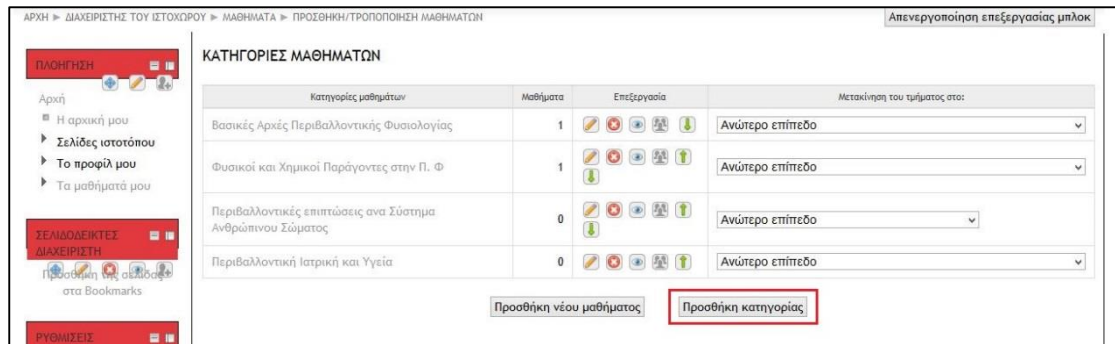 ΑΡΧΗ ► ΔΙΑΧΕΙΡΙΣΤΗΣ ΤΟΥ ΙΣΤΟΧΩΡΟΥ ► ΜΑΘΗΜΑΤΑ ► ΠΡΟΣΘΗΚΗ/ΤΡΟΠΟΠΟΙΗΣΗ ΜΑΘΗΜΑΤΩΝ
Απενεργοποίηση επεξεργασίας μπλοκ
ΠΛΟΗΓΗΣΗ
Αρχή
Η αρχική μου
Σελίδες ιστοτόπου
Το προφίλ μου
Τα μαθήματά μου
ΣΕΛΙΔΟΔΕΙΚΤΕΣ
ΔΙΑΧΕΙΡΙΣΤΗ
Προσθήκη της σελίδας
στα Bookmarks
ΡΥΘΜΙΣΕΙΣ
ΚΑΤΗΓΟΡΙΕΣ ΜΑΘΗΜΑΤΩΝ
Κατηγορίες μαθημάτων Μαθήματα Επεξεργασία Μετακίνηση του τμήματος στο:
Βασικές Αρχές Περιβαλλοντικής Φυσιολογίας 1 Ανώτερο επίπεδο
Φυσικοί και Χημικοί Παράγοντες στην Π. Φ 1 Ανώτερο επίπεδο
Περιβαλλοντικές επιπτώσεις ανα Σύστημα
Ανθρώπινου Σώματος 0 Ανώτερο επίπεδο
Περιβαλλοντική Ιατρική και Υγεία 0 Ανώτερο επίπεδο
Προσθήκη νέου μαθήματος Προσθήκη κατηγορίας